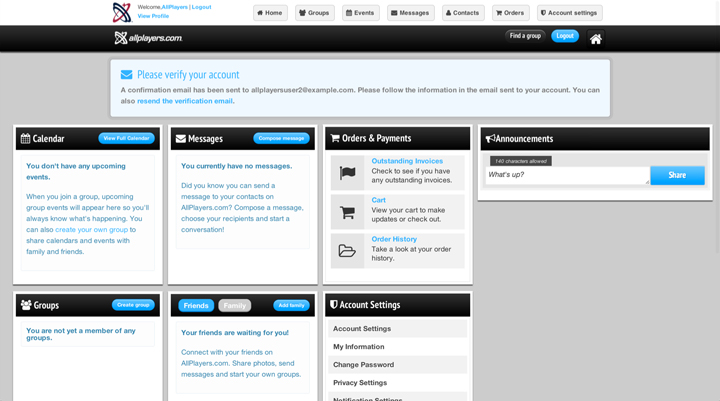 Welcome,AllPlayers | Logout
View Profile
Home
Groups
Events
Messages
Contacts
Orders
Account settings
allplayers.com
Find a group
Logout
Please verify your account
A confirmation email has been sent to allplayersuser2@example.com. Please follow the information in the email sent to your account. You can
also resend the verification email.
Calendar
View Full Calendar
You don't have any upcoming
events.
When you join a group, upcoming
group events will appear here so you'll
always know what's happening. You
can also create your own group to
share calendars and events with
family and friends.
Messages
Compose message
You currently have no messages.
Did you know you can send a
message to your contacts on
AllPlayers.com? Compose a message,
choose your recipients and start a
conversation!
Orders & Payments
Outstanding Invoices
Check to see if you have
any outstanding invoices.
Cart
View your cart to make
updates or check out.
Order History
Take a look at your order
history.
Announcements
140 characters allowed
What's up?
Share
Groups
Create group
You are not yet a member of any
groups.
Friends
Family
Add family
Your friends are waiting for you!
Connect with your friends on
AllPlayers.com. Share photos, send
messages and start your own groups.
Account Settings
Account Settings
My Information
Change Password
Privacy Settings
Notification Settings